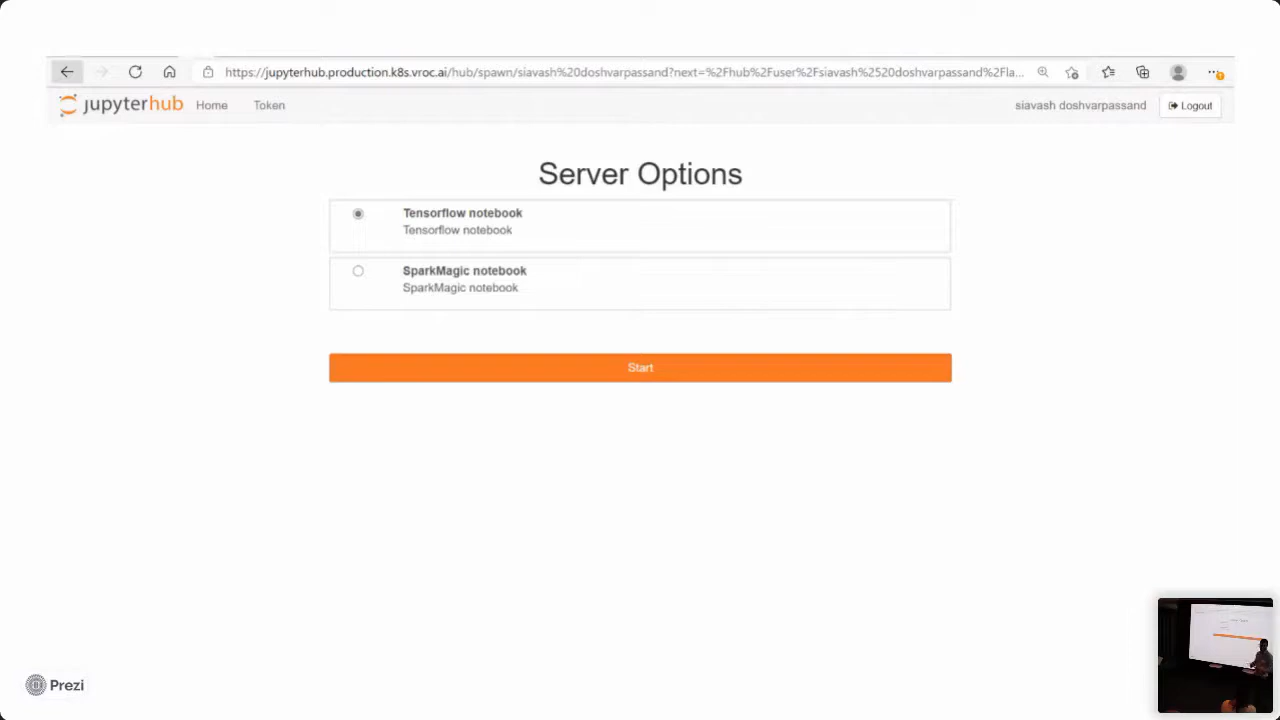 https://jupyterhub.production.k8s.vroc.ai/hub/spawn/siavash%20doshvarpassand?next=%2Fhub%2Fuser%2Fsiavash%2520doshvarpassand%2Fla...
jupyterhub Home Token siavash doshvarpassand Logout
Server Options
Tensorflow notebook
Tensorflow notebook
SparkMagic notebook
SparkMagic notebook
Start
Prezi